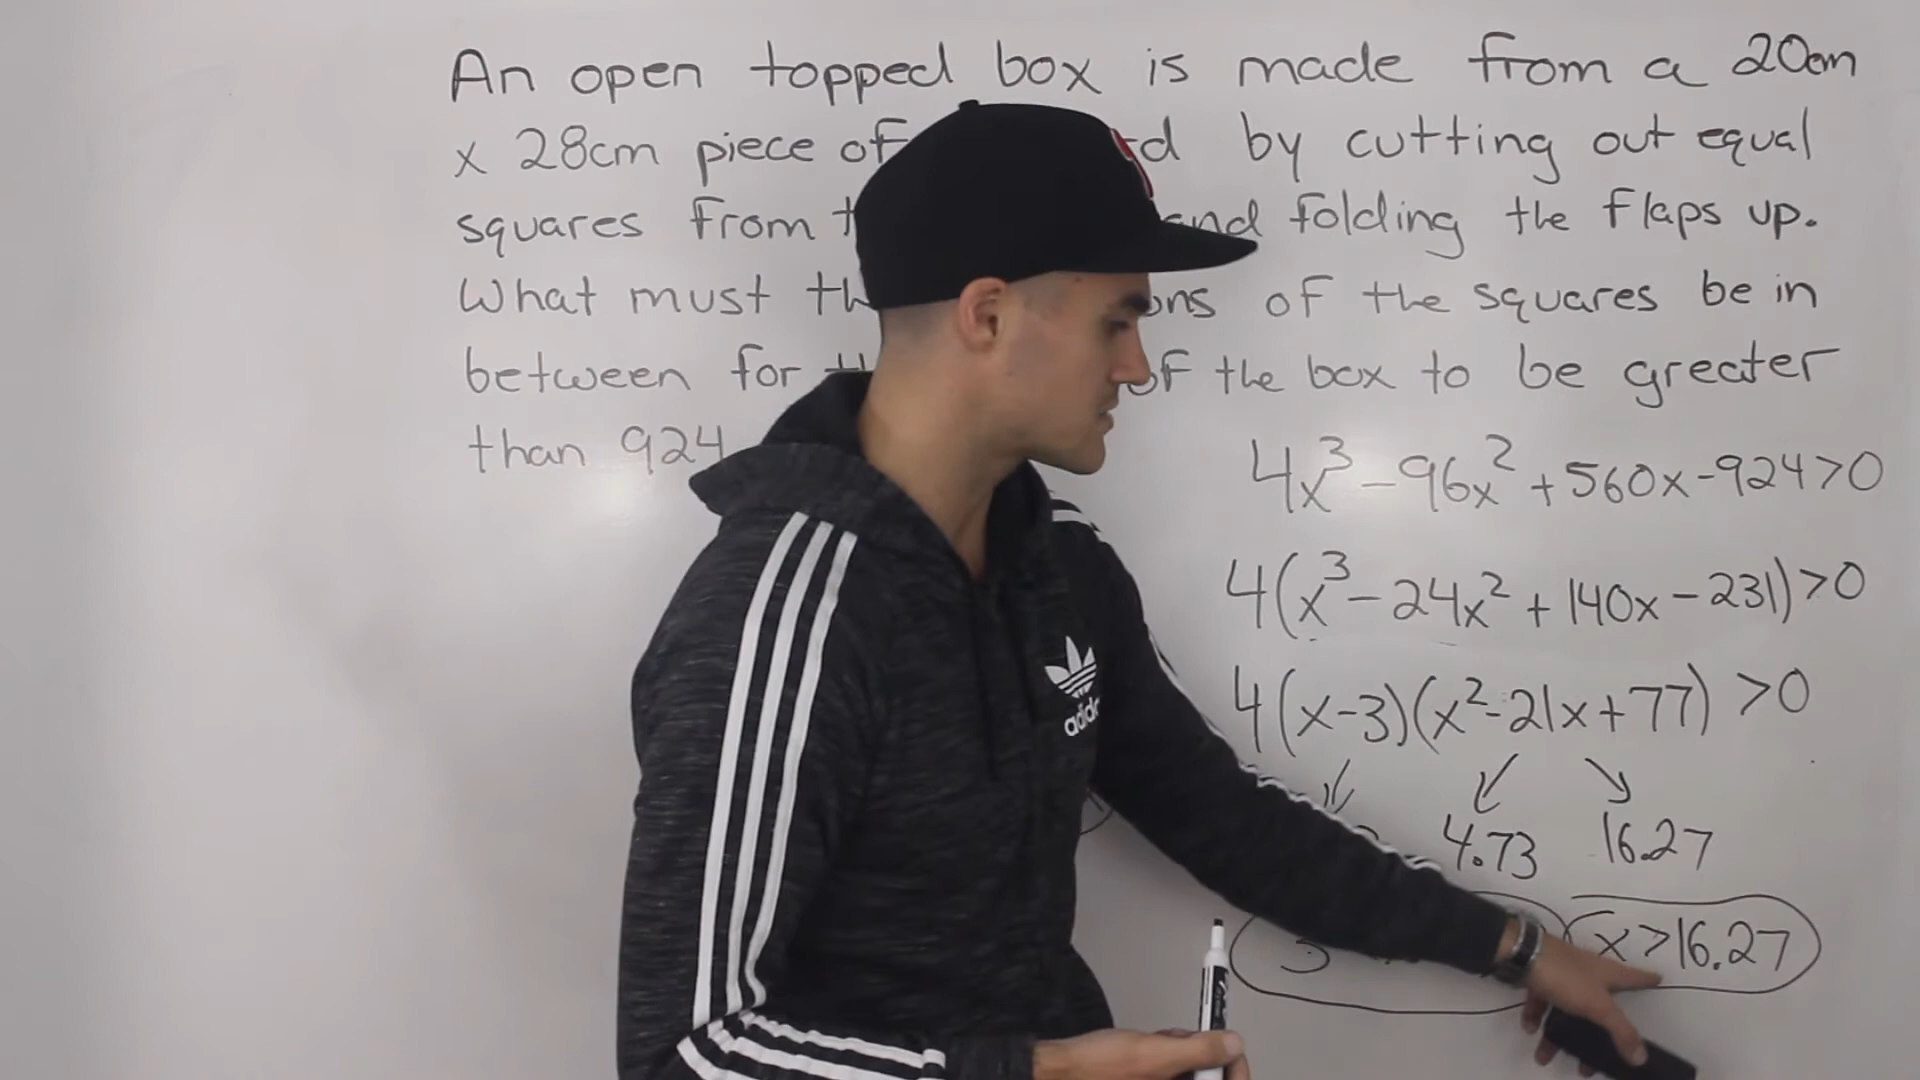 An open topped box is made from a 20cm
x 28cm piece of by cutting out equal
squares from and folding the flaps up.
What must of the squares be in
between for of the box to be greater
than 924
4x³-96x²+560x-924>0
4(x³-24x²+140x-231)>0
4(x-3)(x²-21x+77)>0
4.73 16.27
3 x>16.27
adidas